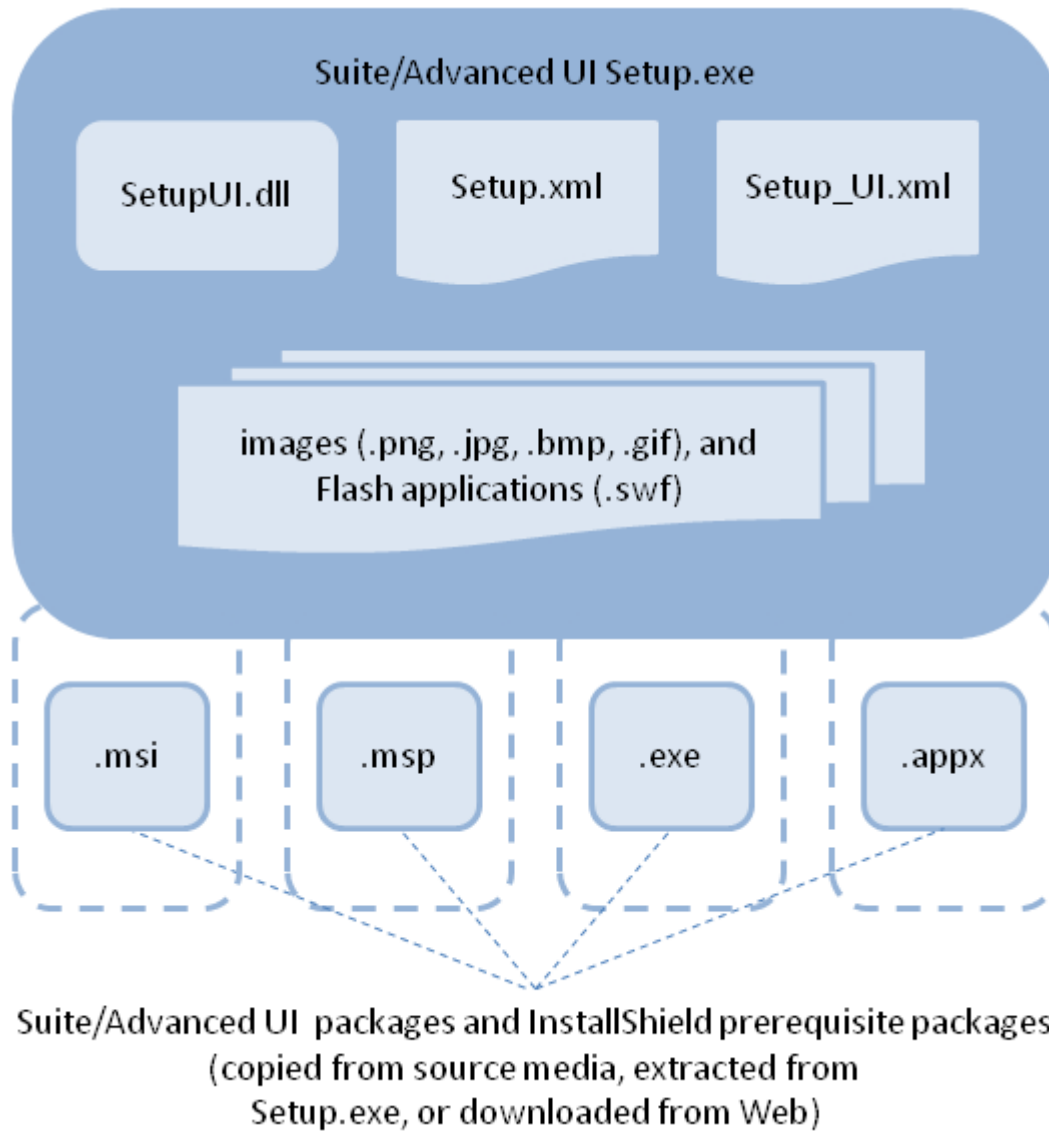 Suite/Advanced UI Setup.exe
SetupUI.dll
Setup.xml
Setup_UI.xml
images (.png, .jpg, .bmp, .gif), and
Flash applications (.swf)
.msi
.msp
.exe
.appx
Suite/Advanced UI packages and InstallShield prerequisite packages
(copied from source media, extracted from
Setup.exe, or downloaded from Web)